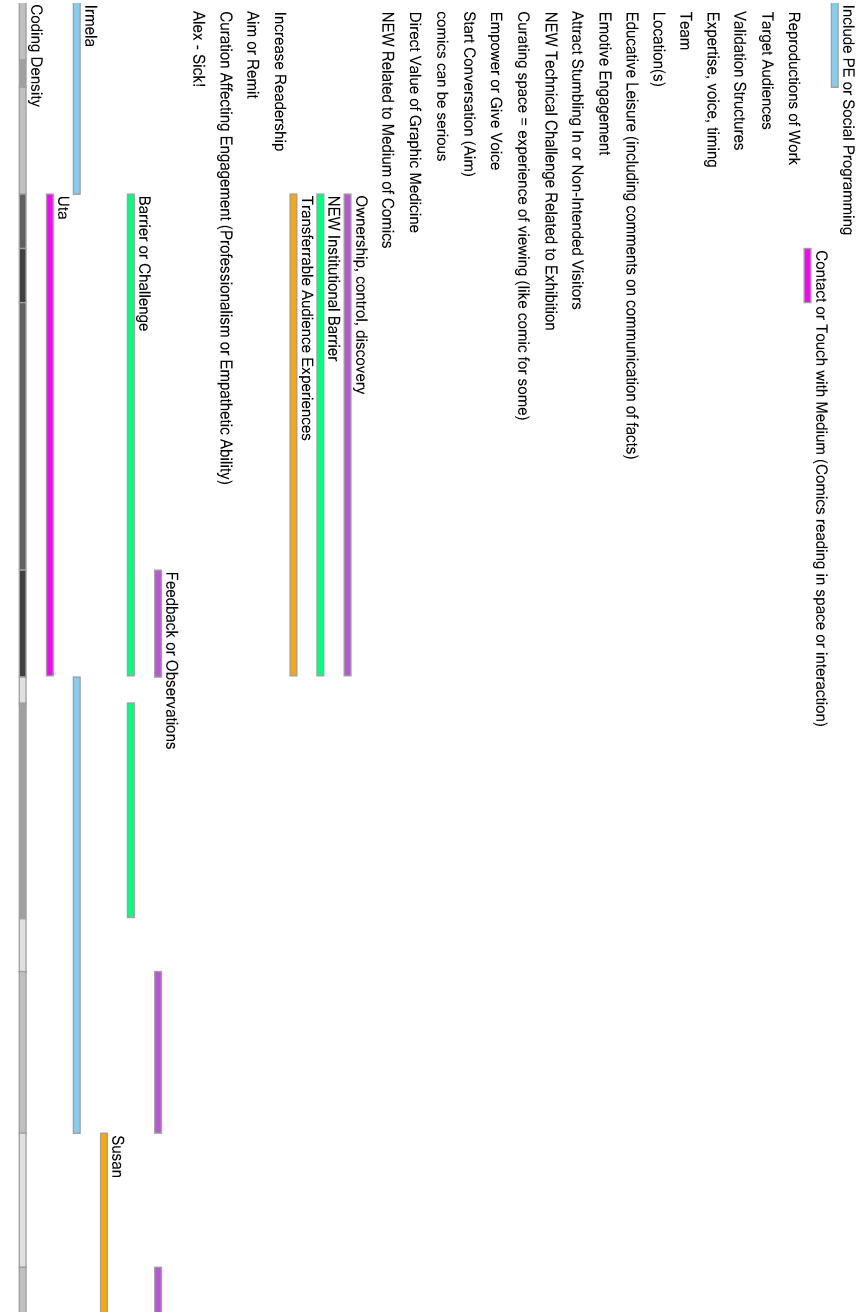 Include PE or Social Programming
Contact or Touch with Medium (Comics reading in space or interaction)
Reproductions of Work
Target Audiences
Validation Structures
Expertise, voice, timing
Team
Location(s)
Educative Leisure (including comments on communication of facts)
Emotive Engagement
Attract Stumbling In or Non-Intended Visitors
NEW Technical Challenge Related to Exhibition
Curating space = experience of viewing (like comic for some)
Empower or Give Voice
Start Conversation (Aim)
comics can be serious
Direct Value of Graphic Medicine
NEW Related to Medium of Comics
Ownership, control, discovery
NEW Institutional Barrier
Transferrable Audience Experiences
Increase Readership
Aim or Remit
Curation Affecting Engagement (Professionalism or Empathetic Ability)
Alex - Sick!
Feedback or Observations
Barrier or Challenge
Susan
Irmela
Uta
Coding Density